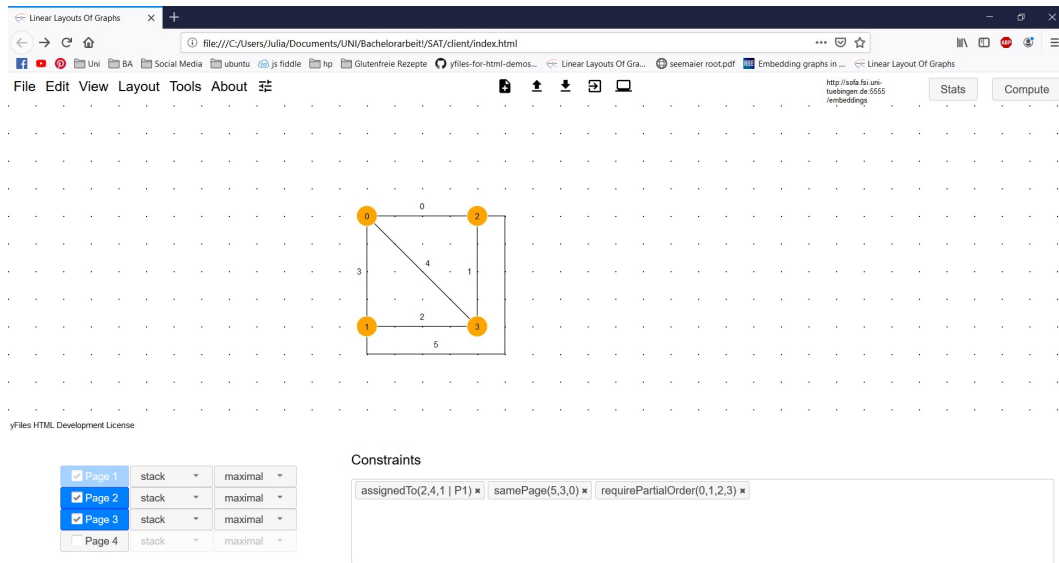 Linear Layouts Of Graphs
file:///C:/Users/Julia/Documents/UNI/Bachelorarbeit!/SAT/client/index.html
Uni BA Social Media ubuntu js fiddle hp Glutenfreie Rezepte yfiles-for-html-demos... Linear Layouts Of Gra... seemaier root.pdf IEEE Embedding graphs in ... Linear Layout Of Graphs
File Edit View Layout Tools About
http://sofa.fsi.uni-
tuebingen.de:5555
/embeddings
Stats Compute
0
0 2
3 4 1
2
1 3
5
yFiles HTML Development License
Constraints
Page 1 stack maximal
Page 2 stack maximal
Page 3 stack maximal
Page 4 stack maximal
assignedTo(2,4,1 | P1) × samePage(5,3,0) × requirePartialOrder(0,1,2,3) ×